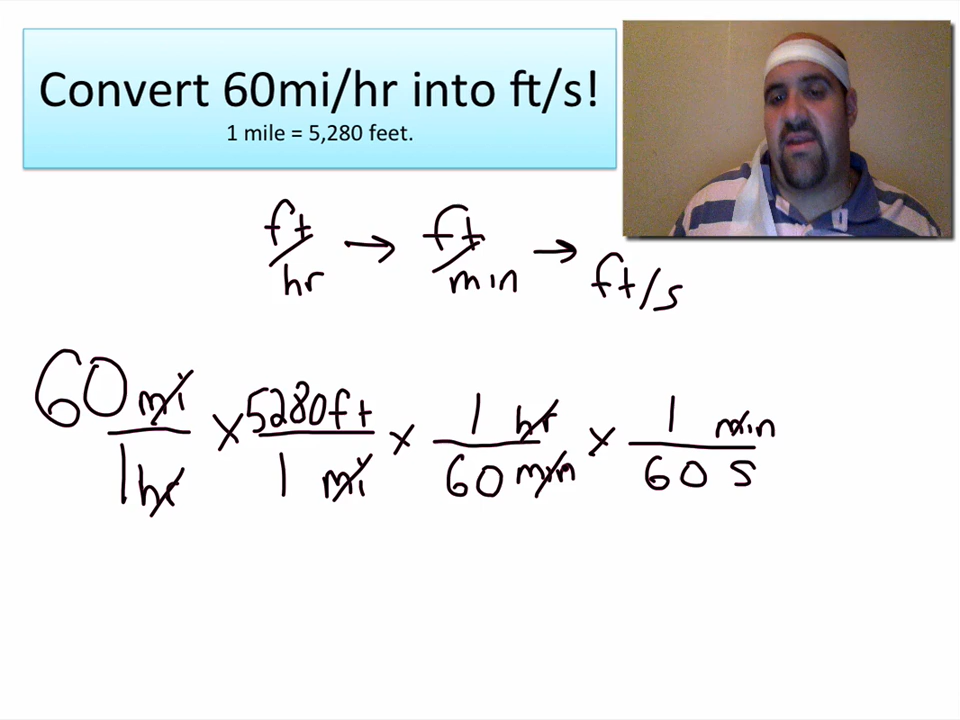 Convert 60mi/hr into ft/s!
1 mile = 5,280 feet.
ft/hr → ft/min → ft/s
60 mi/1 hr × 5280 ft/1 mi × 1 hr/60 min × 1 min/60 s